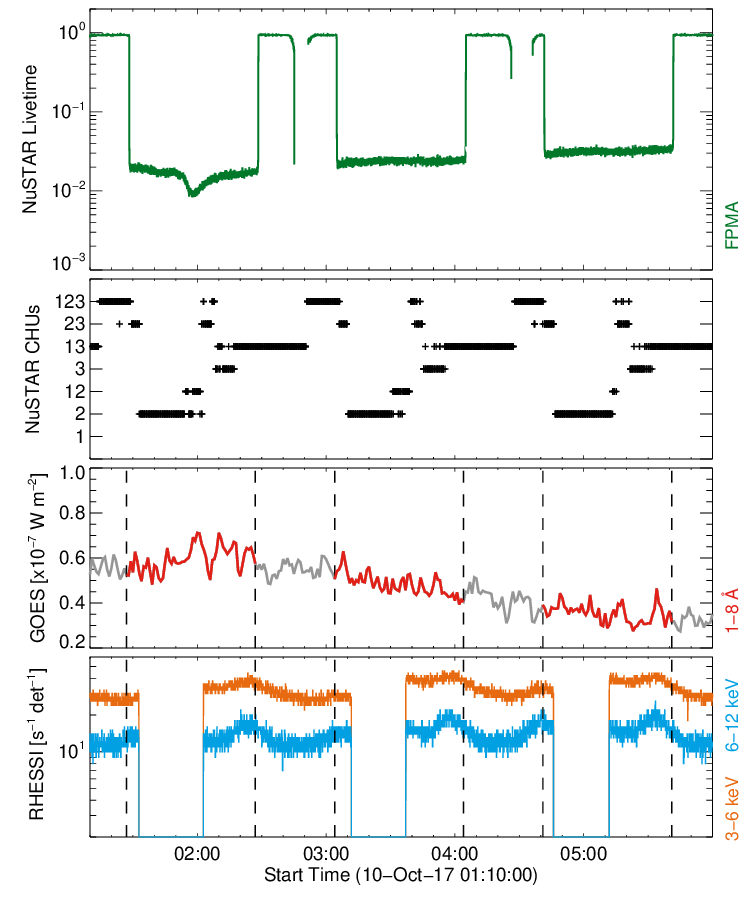 NuSTAR Livetime
10⁰
10⁻¹
10⁻²
10⁻³
FPMA
NuSTAR CHUs
123
23
13
3
12
2
1
GOES [x10⁻⁷ W m⁻²]
1.0
0.8
0.6
0.4
0.2
1−8 Å
RHESSI [s⁻¹ det⁻¹]
10¹
3−6 keV
6−12 keV
02:00 03:00 04:00 05:00
Start Time (10−Oct−17 01:10:00)